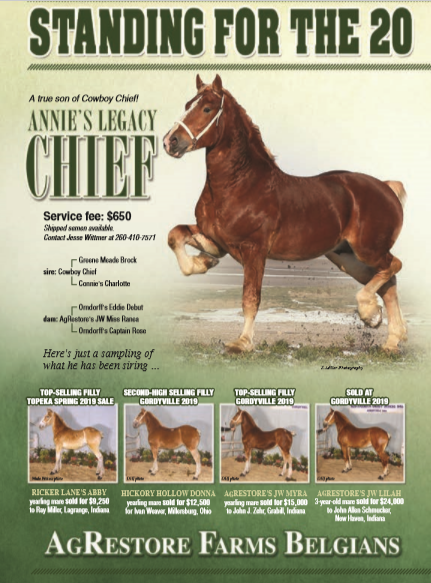 STANDING FOR THE 20
A true son of Cowboy Chief!
ANNIE'S LEGACY
CHIEF
Service fee: $650
Shipped semen available.
Contact Jesse Wittmer at 260-410-7571
Greene Meade Brock
sire: Cowboy Chief
Connie's Charlotte
Orndorff's Eddie Debut
dam: AgRestore's JW Miss Ranea
Orndorff's Captain Rose
Here's just a sampling of
what he has been siring ...
Photography
TOP-SELLING FILLY
TOPEKA SPRING 2019 SALE
SECOND-HIGH SELLING FILLY
GORDYVILLE 2019
TOP-SELLING FILLY
GORDYVILLE 2019
SOLD AT
GORDYVILLE 2019
RICKER LANE'S ABBY
yearling mare sold for $9,250
to Ray Miller, Lagrange, Indiana
HICKORY HOLLOW DONNA
yearling mare sold for $12,500
for Ivan Weaver, Millersburg, Ohio
AGRESTORE'S JW MYRA
yearling mare sold for $15,000
to John J. Zehr, Grabill, Indiana
AGRESTORE'S JW LILAH
3-year-old mare sold for $24,000
to John Allen Schmucker,
New Haven, Indiana
AGRESTORE FARMS BELGIANS